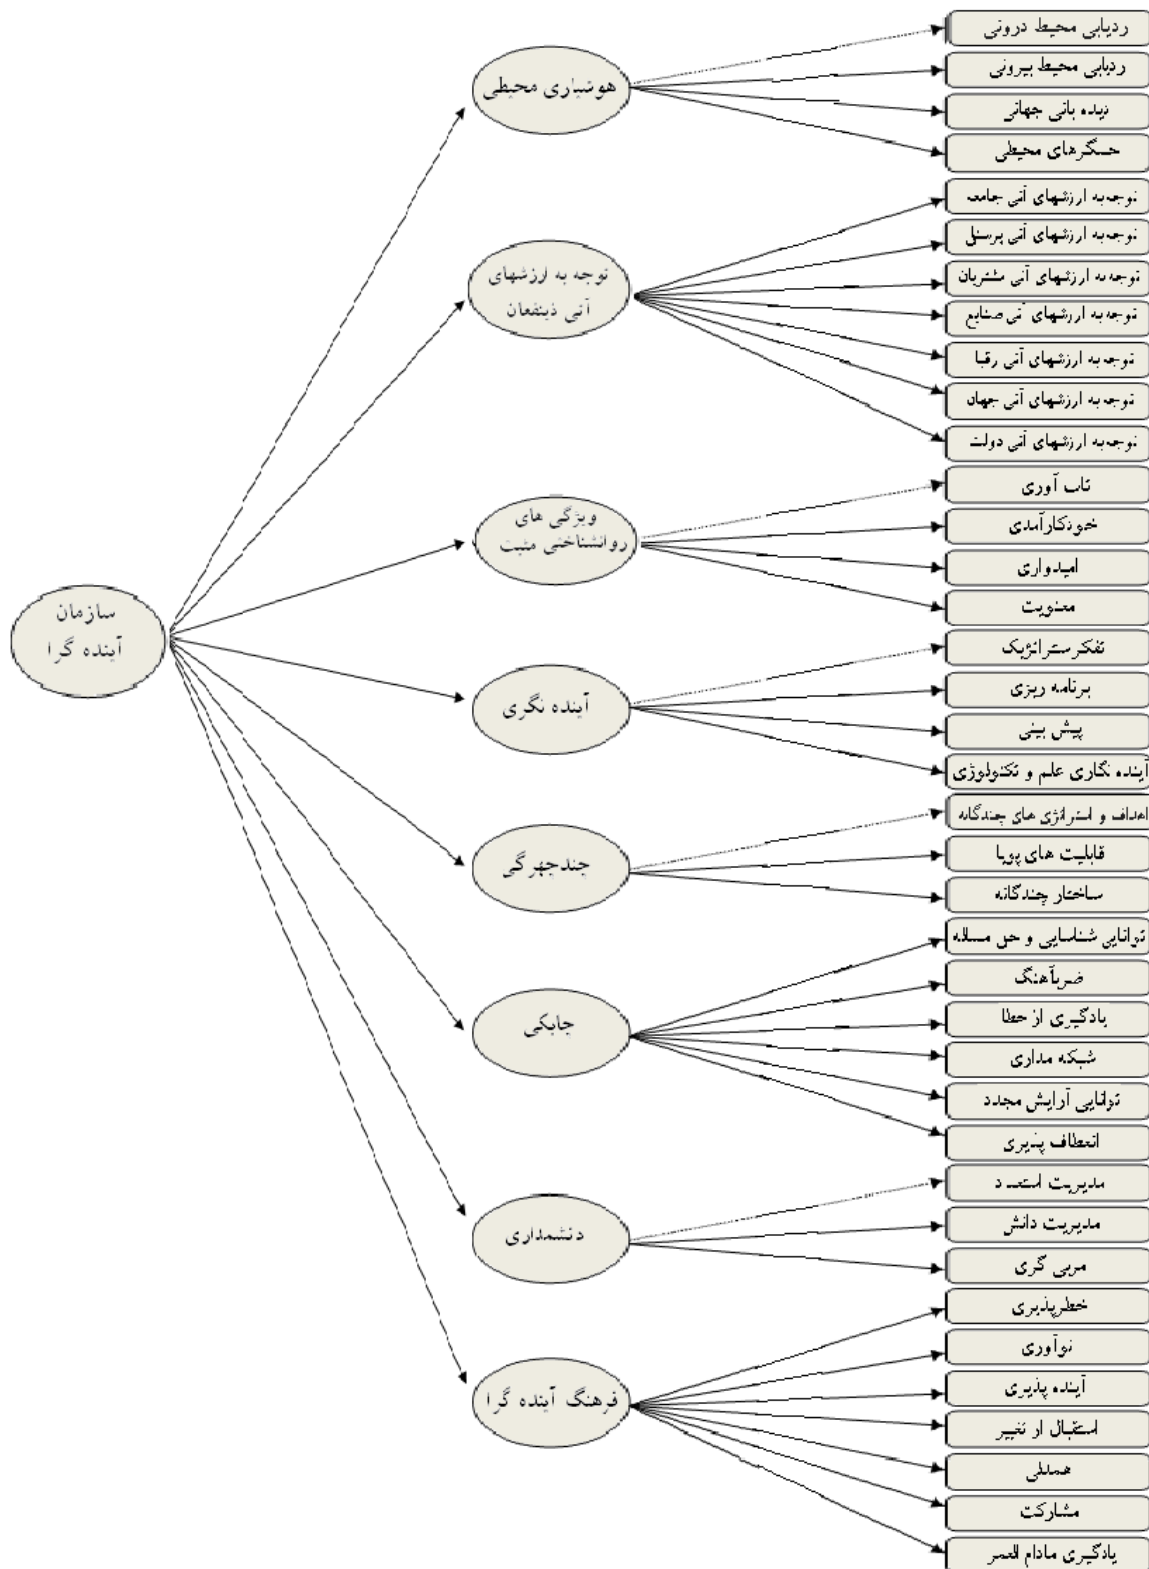 سازمان
آینده گرا
هوشیاری محیطی
ردیابی محیط درونی
ردیابی محیط بیرونی
دیده بانی جهانی
حسگرهای محیطی
توجه به ارزشهای
آتی ذینفعان
توجه به ارزشهای آتی جامعه
توجه به ارزشهای آتی پرسنل
توجه به ارزشهای آتی مشتریان
توجه به ارزشهای آتی صنایع
توجه به ارزشهای آتی رقبا
توجه به ارزشهای آتی جهان
توجه به ارزشهای آتی دولت
ویژگی های
روانشناختی مثبت
تاب آوری
خودکارآمدی
امیدواری
معنویت
آینده نگری
تفکر ستراتژیک
برنامه ریزی
پیش بینی
آینده نگاری علم و تکنولوژی
چندچهرگی
اهداف و استراتژی های چندگانه
قابلیت های پویا
ساختار چندگانه
چابکی
توانایی شناسایی و حل مساله
ضربآهنگ
یادگیری از خطا
شبکه مداری
توانایی آرایش مجدد
انعطاف پذیری
دنشمداری
مدیریت استعداد
مدیریت دانش
مربی گری
فرهنگ آینده گرا
خطرپذیری
نوآوری
آینده پذیری
استقبال از تغییر
همدلی
مشارکت
یادگیری مادام العمر